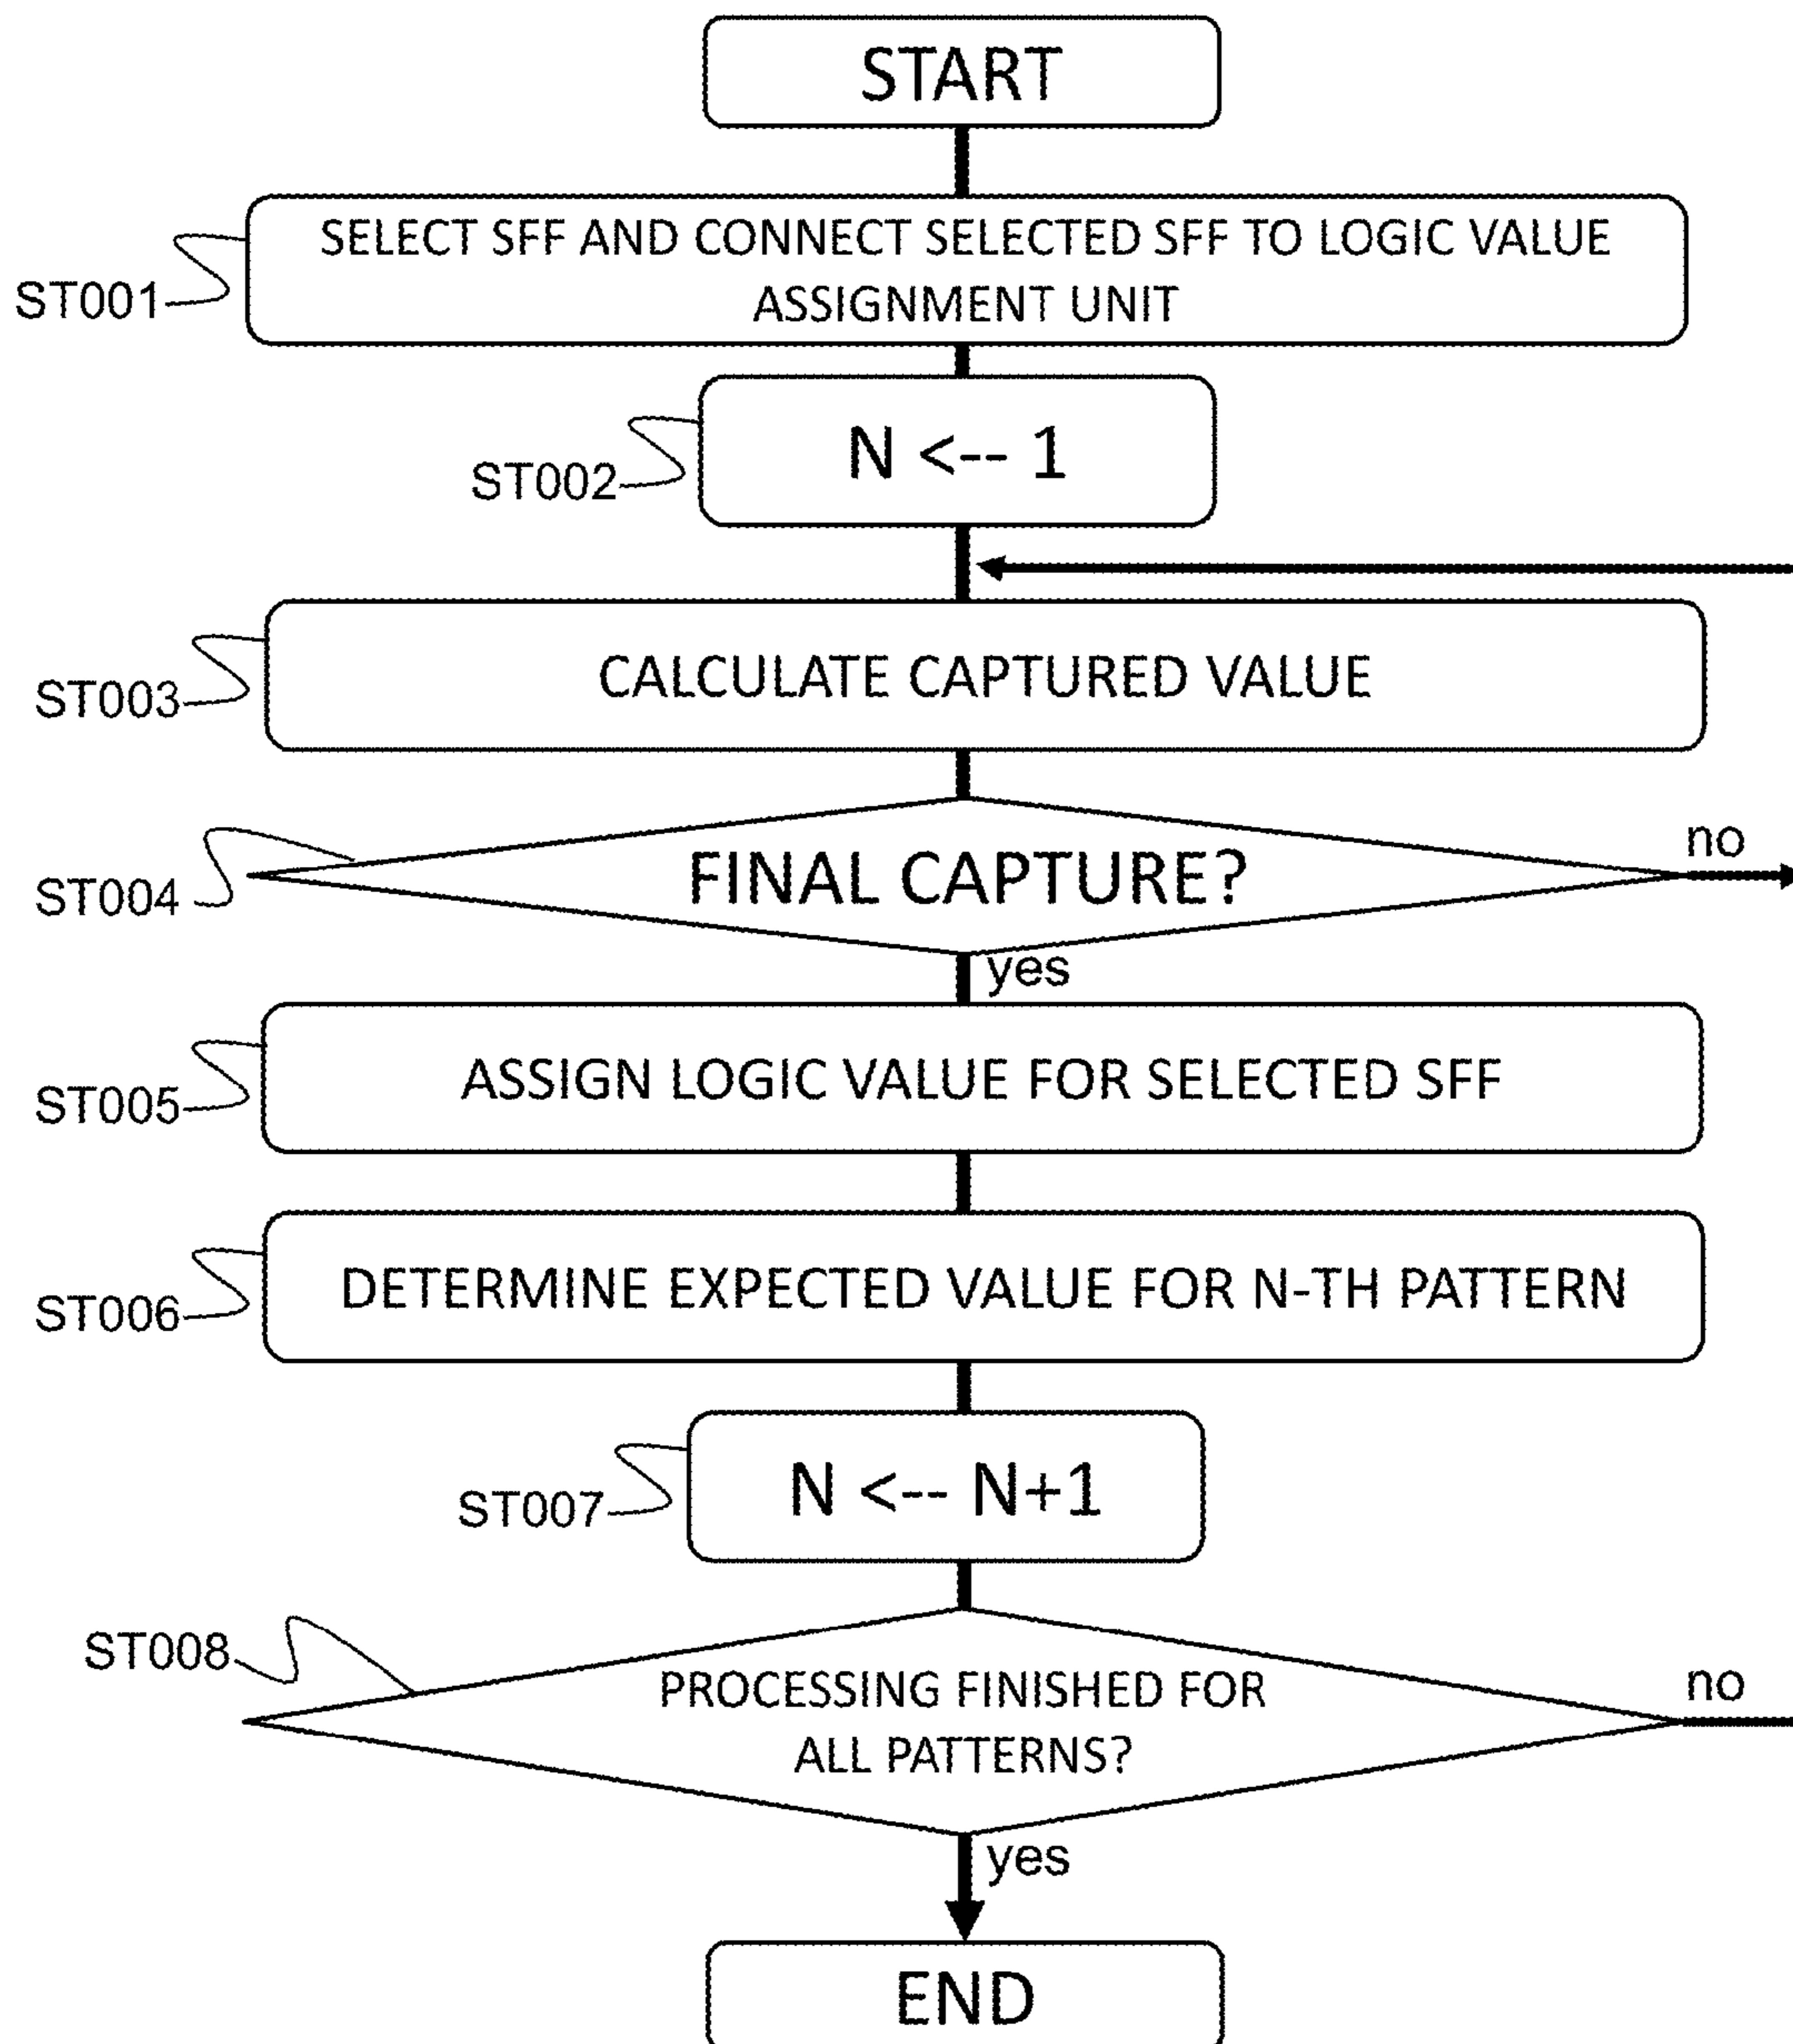 START
SELECT SFF AND CONNECT SELECTED SFF TO LOGIC VALUE
ASSIGNMENT UNIT
ST001
N <-- 1
ST002
CALCULATE CAPTURED VALUE
ST003
FINAL CAPTURE?
no
ST004
yes
ASSIGN LOGIC VALUE FOR SELECTED SFF
ST005
DETERMINE EXPECTED VALUE FOR N-TH PATTERN
ST006
N <-- N+1
ST007
ST008
PROCESSING FINISHED FOR
ALL PATTERNS?
no
yes
END